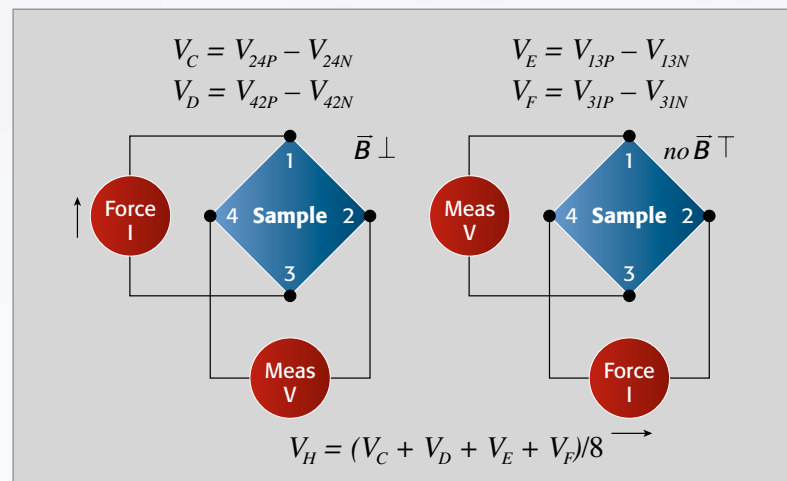 V_C = V_24P – V_24N
V_D = V_42P – V_42N
B⃗ ⊥
1
Force
I
4 Sample 2
3
Meas
V
V_E = V_13P – V_13N
V_F = V_31P – V_31N
no B⃗ ⊤
1
Meas
V
4 Sample 2
3
Force
I
V_H = (V_C + V_D + V_E + V_F)/8